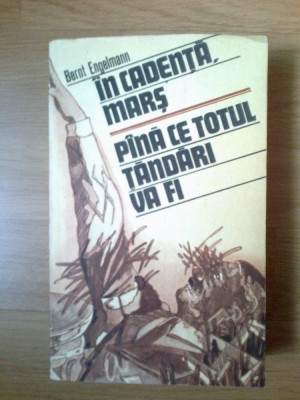 Bernt Engelmann
ÎN CADENȚĂ,
MARȘ
PÎNĂ CE TOTUL
ȚĂNDĂRI
VA FI